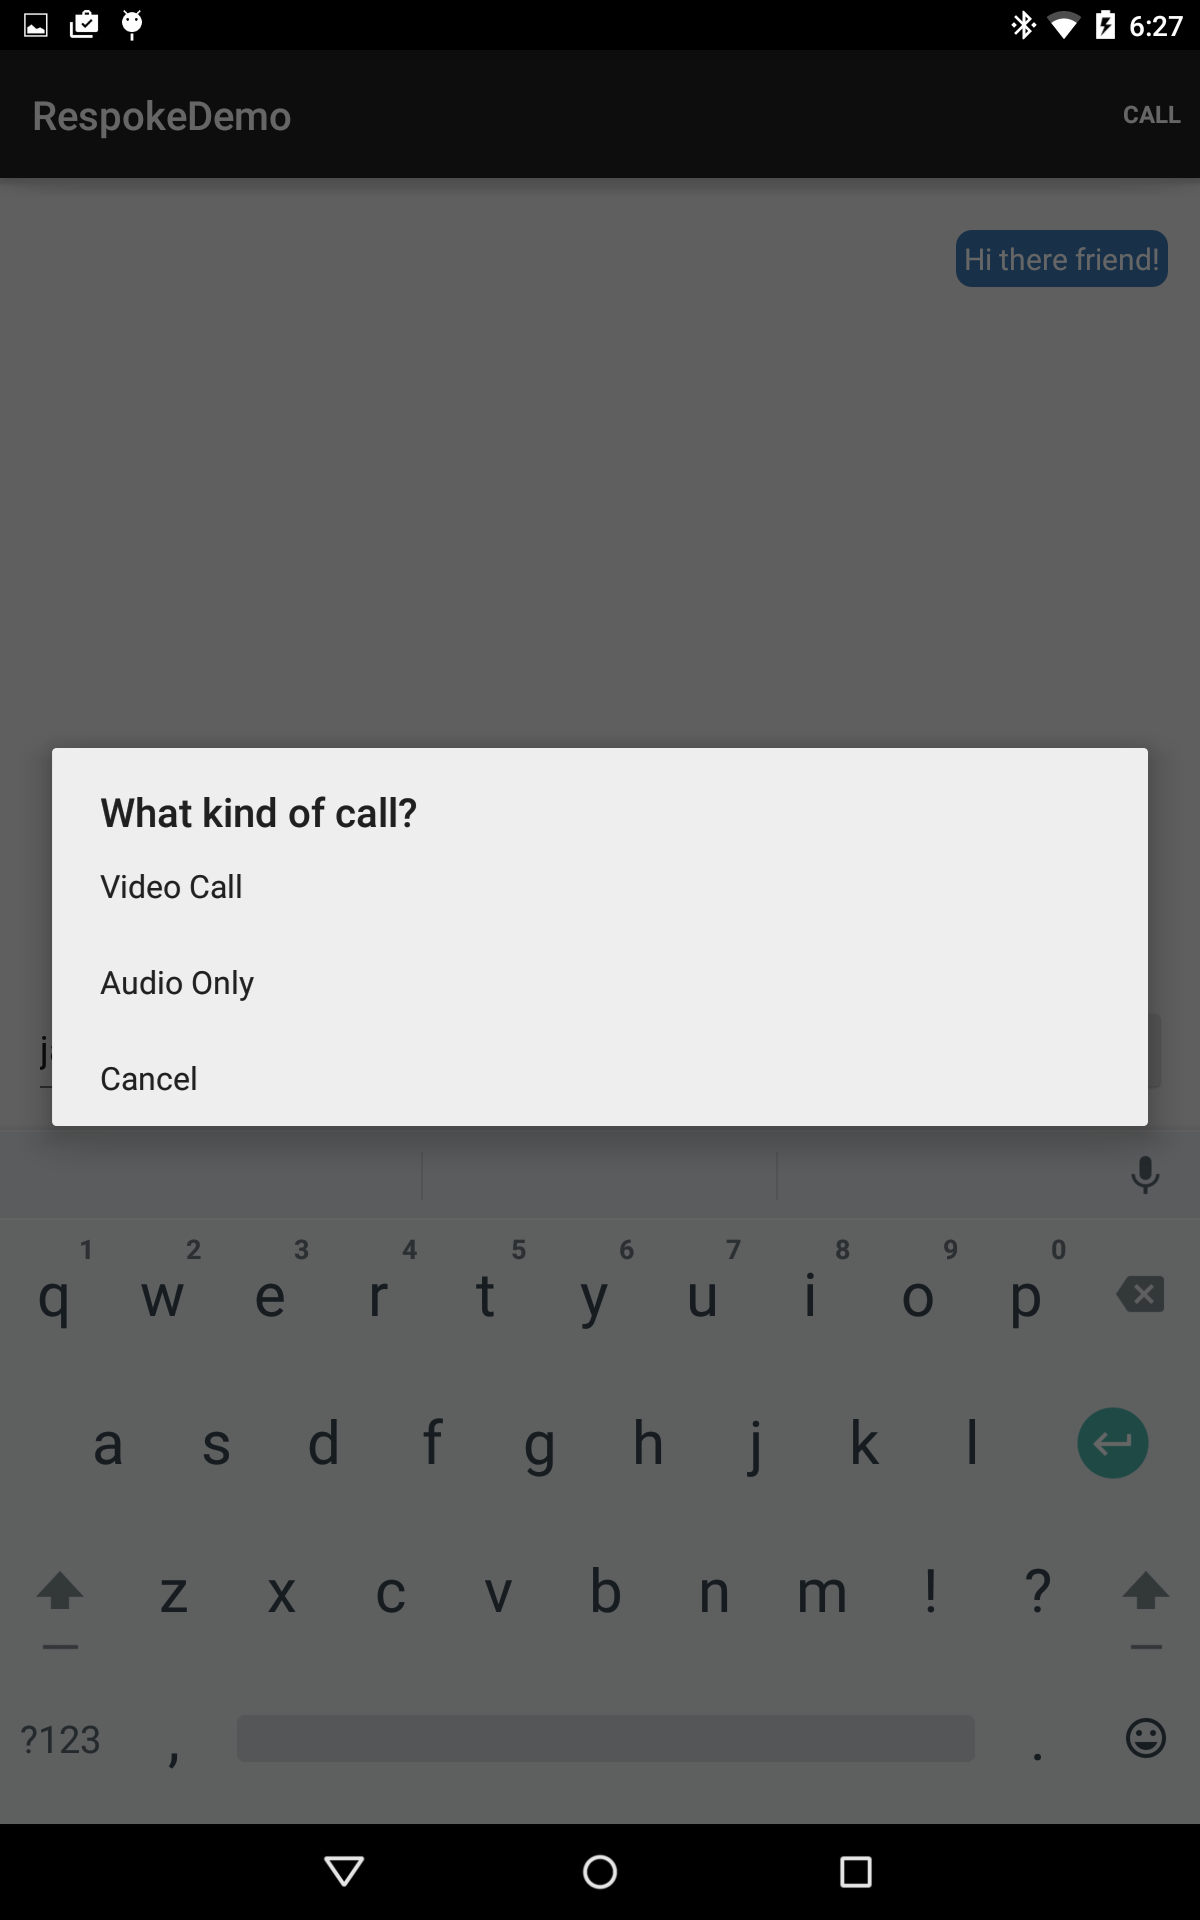 6:27
RespokeDemo
CALL
Hi there friend!
What kind of call?
Video Call
Audio Only
Cancel
1 2 3 4 5 6 7 8 9 0
q w e r t y u i o p
a s d f g h j k l
z x c v b n m ! ?
?123 , .